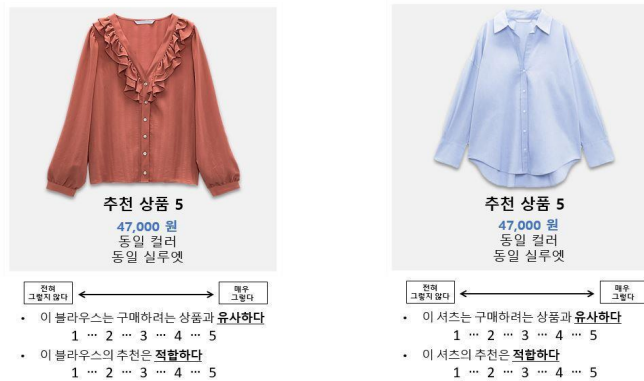 추천 상품 5
47,000 원
동일 컬러
동일 실루엣
전혀
그렇지 않다
매우
그렇다
• 이 블라우스는 구매하려는 상품과 유사하다
1 ··· 2 ··· 3 ··· 4 ··· 5
• 이 블라우스의 추천은 적합하다
1 ··· 2 ··· 3 ··· 4 ··· 5
추천 상품 5
47,000 원
동일 컬러
동일 실루엣
전혀
그렇지 않다
매우
그렇다
• 이 셔츠는 구매하려는 상품과 유사하다
1 ··· 2 ··· 3 ··· 4 ··· 5
• 이 셔츠의 추천은 적합하다
1 ··· 2 ··· 3 ··· 4 ··· 5